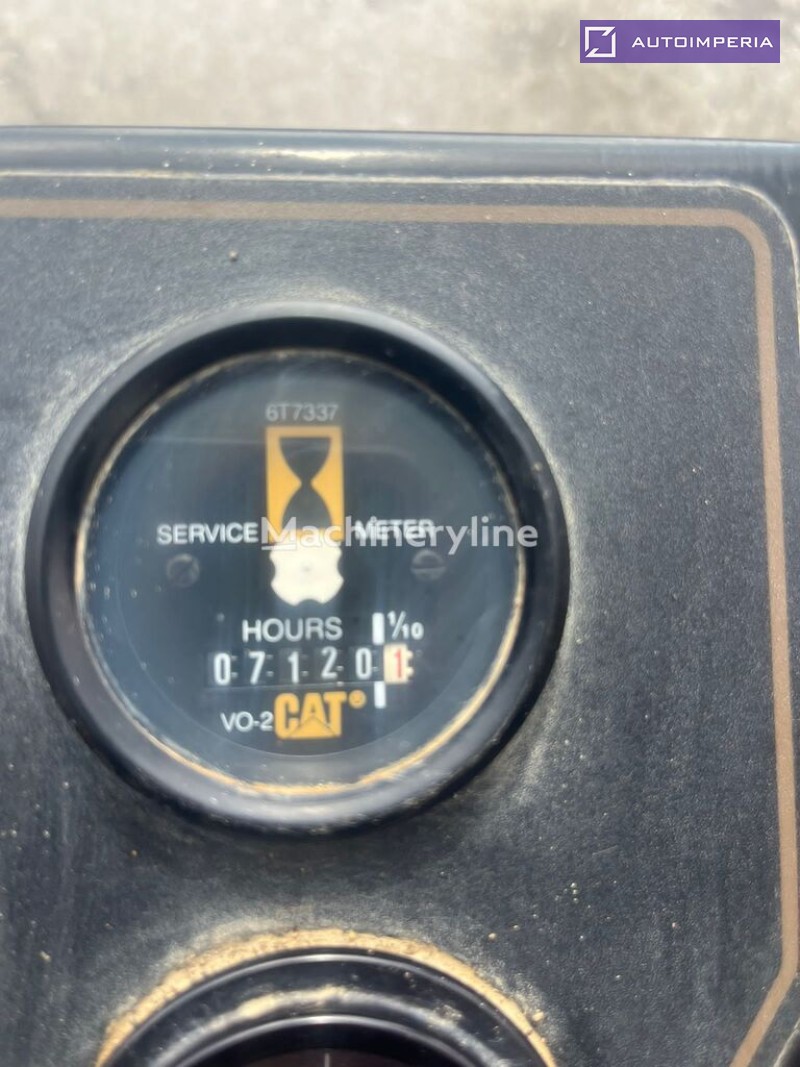 AUTOIMPERIA
6T7337
SERVICE METER
Machineryline
HOURS 1/10
071201
VO-2 CAT®